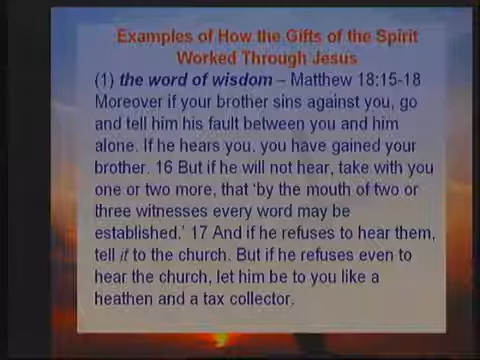 Examples of How the Gifts of the Spirit
Worked Through Jesus
(1) the word of wisdom – Matthew 18:15-18
Moreover if your brother sins against you, go
and tell him his fault between you and him
alone. If he hears you, you have gained your
brother. 16 But if he will not hear, take with you
one or two more, that ‘by the mouth of two or
three witnesses every word may be
established.’ 17 And if he refuses to hear them,
tell it to the church. But if he refuses even to
hear the church, let him be to you like a
heathen and a tax collector.